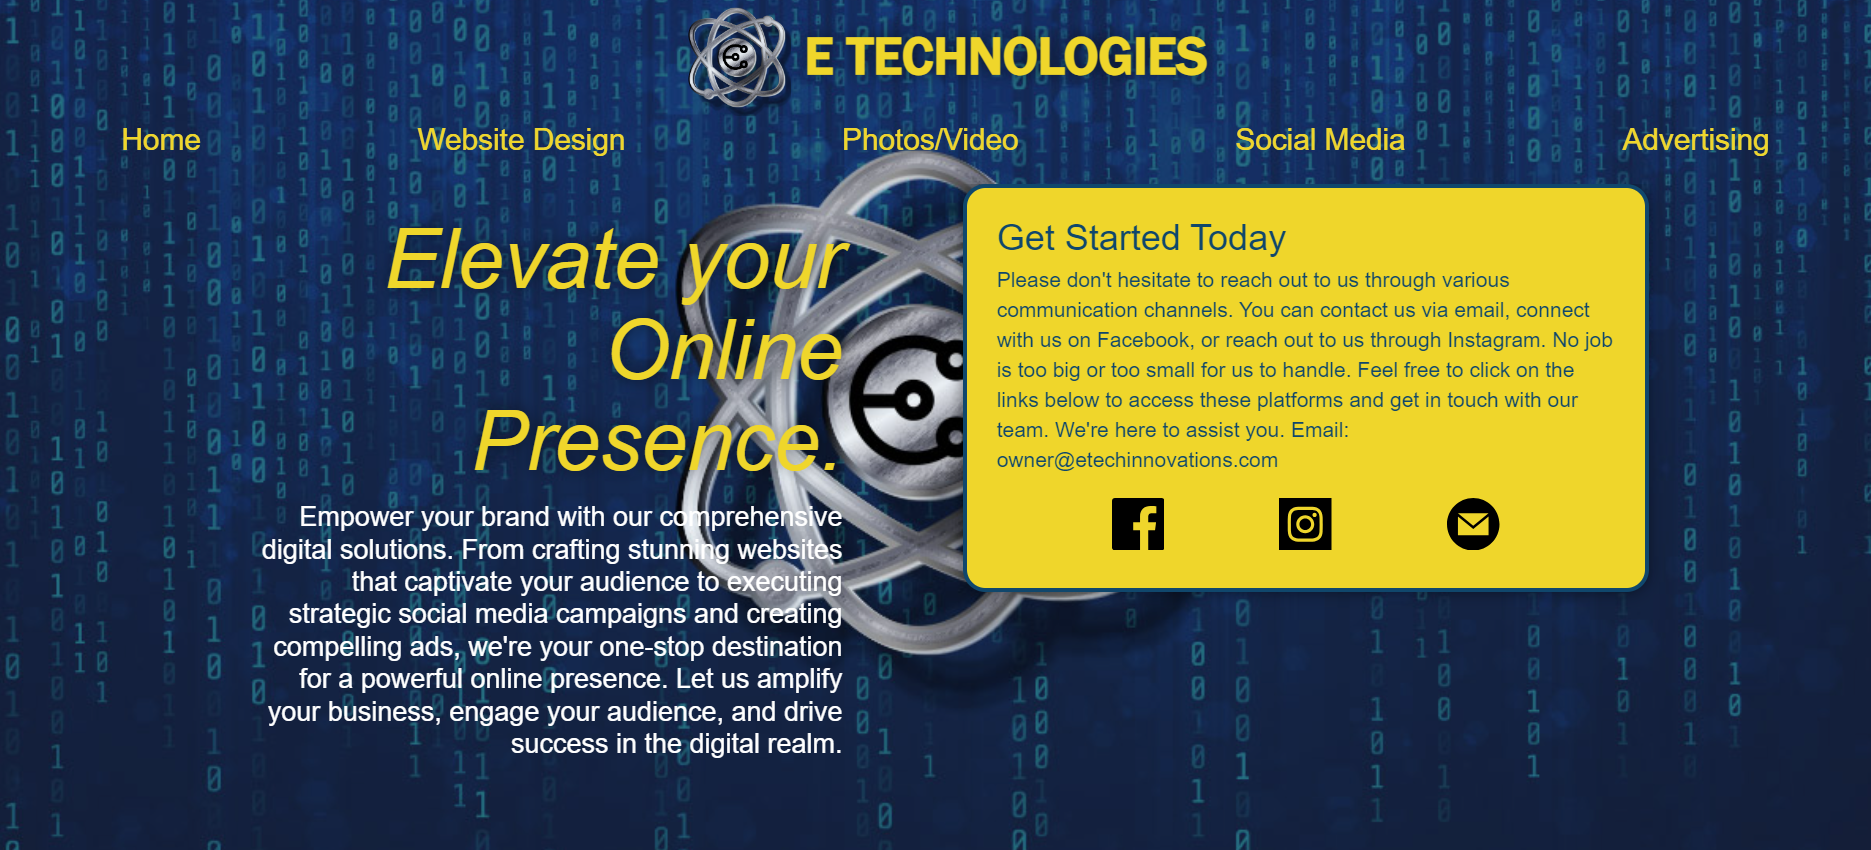 E TECHNOLOGIES
Home Website Design Photos/Video Social Media Advertising
Elevate your
Online
Presence.
Empower your brand with our comprehensive
digital solutions. From crafting stunning websites
that captivate your audience to executing
strategic social media campaigns and creating
compelling ads, we're your one-stop destination
for a powerful online presence. Let us amplify
your business, engage your audience, and drive
success in the digital realm.
Get Started Today
Please don't hesitate to reach out to us through various
communication channels. You can contact us via email, connect
with us on Facebook, or reach out to us through Instagram. No job
is too big or too small for us to handle. Feel free to click on the
links below to access these platforms and get in touch with our
team. We're here to assist you. Email:
owner@etechinnovations.com